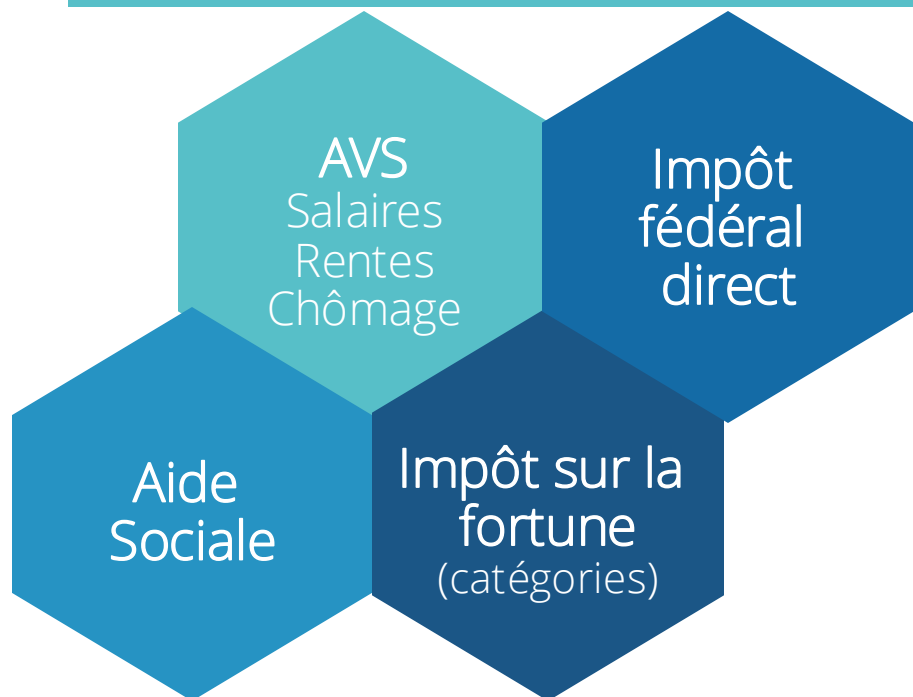 AVS
Salaires
Rentes
Chômage
Impôt
fédéral
direct
Aide
Sociale
Impôt sur la
fortune
(catégories)